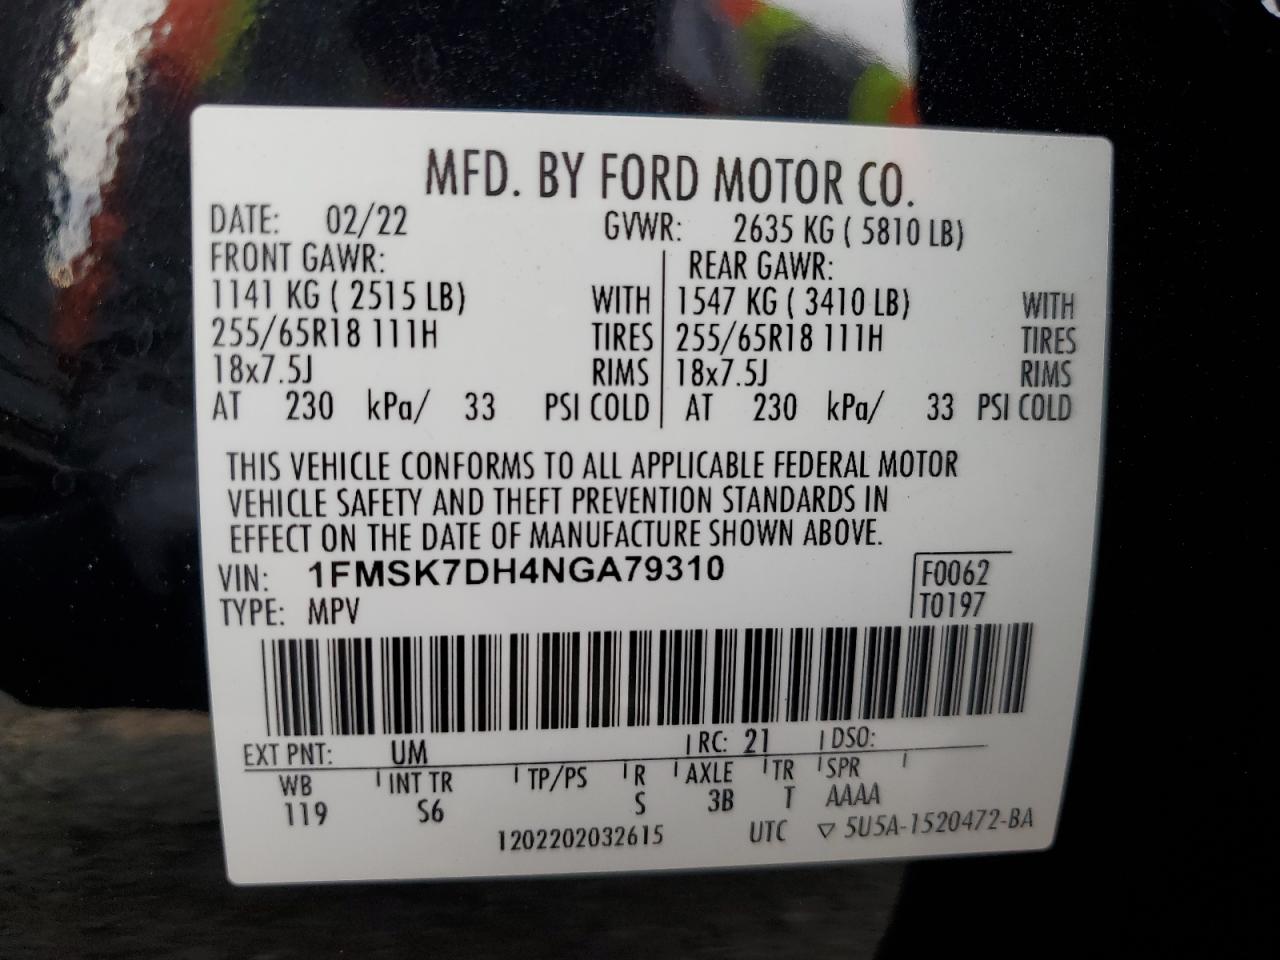 MFD. BY FORD MOTOR CO.
DATE: 02/22 GVWR: 2635 KG ( 5810 LB)
FRONT GAWR: REAR GAWR:
1141 KG ( 2515 LB) WITH 1547 KG ( 3410 LB) WITH
255/65R18 111H TIRES 255/65R18 111H TIRES
18x7.5J RIMS 18x7.5J RIMS
AT 230 kPa/ 33 PSI COLD AT 230 kPa/ 33 PSI COLD
THIS VEHICLE CONFORMS TO ALL APPLICABLE FEDERAL MOTOR
VEHICLE SAFETY AND THEFT PREVENTION STANDARDS IN
EFFECT ON THE DATE OF MANUFACTURE SHOWN ABOVE.
VIN: 1FMSK7DH4NGA79310 F0062
TYPE: MPV T0197
EXT PNT: UM RC: 21 DSO:
WB INT TR TP/PS R AXLE TR SPR
119 S6 S 3B T AAAA
1202202032615 UTC ▽ 5U5A-1520472-BA